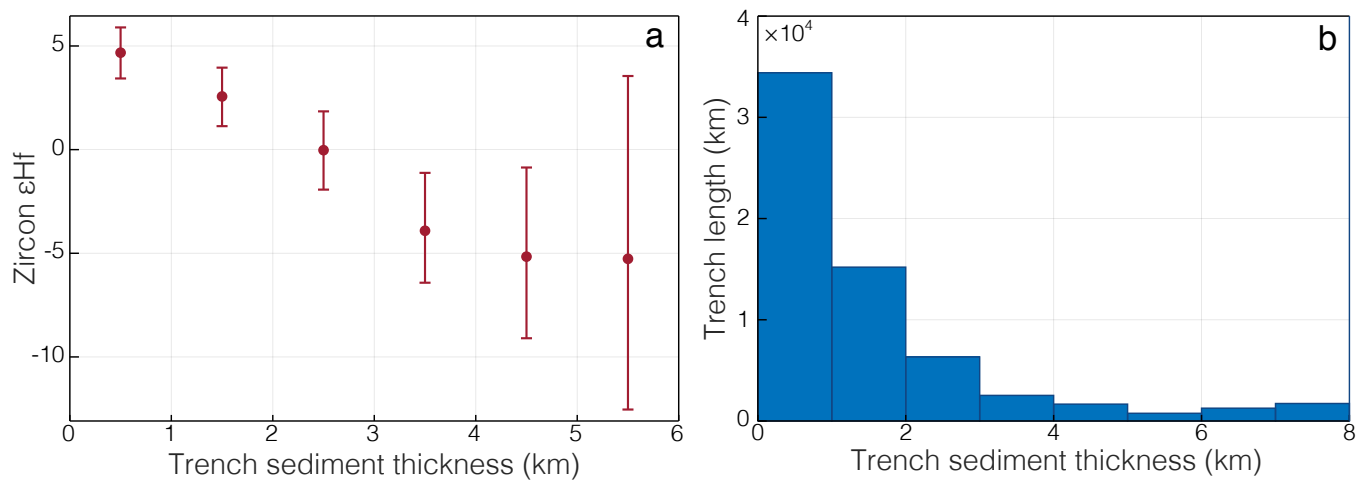 a
5
0
-5
-10
Zircon εHf
0 1 2 3 4 5 6
Trench sediment thickness (km)
b
×10⁴
4
3
2
1
0
Trench length (km)
0 2 4 6 8
Trench sediment thickness (km)